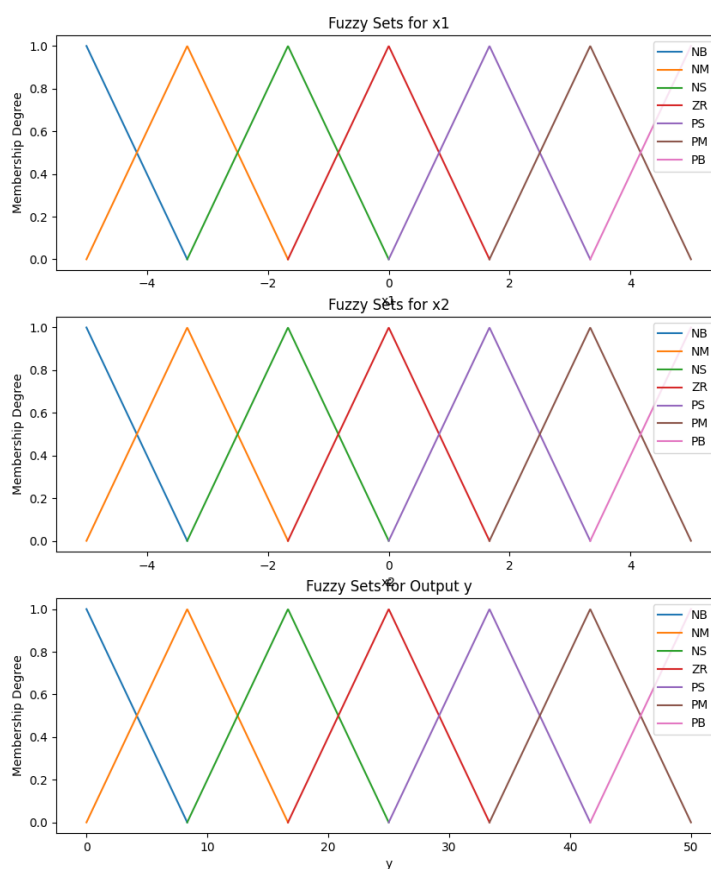 Fuzzy Sets for x1
1.0
0.8
0.6
0.4
0.2
0.0
Membership Degree
NB
NM
NS
ZR
PS
PM
PB
−4
−2
0
2
4
x1
Fuzzy Sets for x2
1.0
0.8
0.6
0.4
0.2
0.0
Membership Degree
NB
NM
NS
ZR
PS
PM
PB
−4
−2
0
2
4
x2
Fuzzy Sets for Output y
1.0
0.8
0.6
0.4
0.2
0.0
Membership Degree
NB
NM
NS
ZR
PS
PM
PB
0
10
20
30
40
50
y